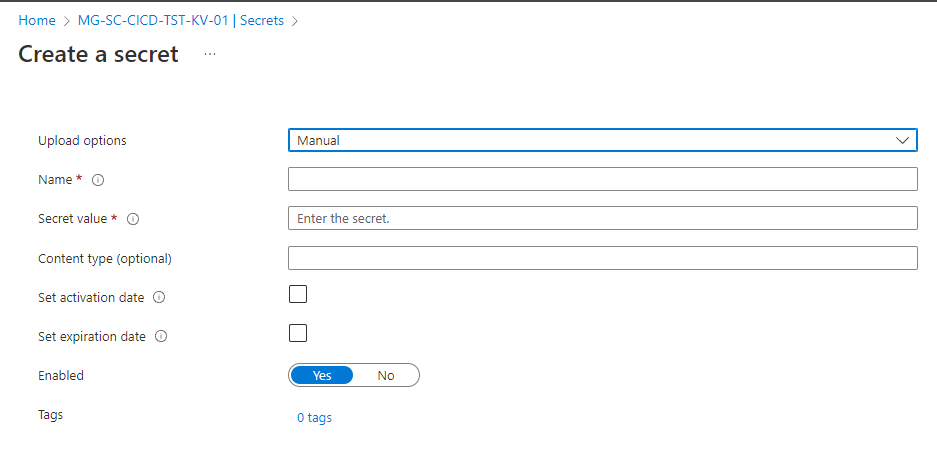 Home > MG-SC-CICD-TST-KV-01 | Secrets >
Create a secret ...
Upload options Manual
Name *
Secret value * Enter the secret.
Content type (optional)
Set activation date
Set expiration date
Enabled Yes No
Tags 0 tags